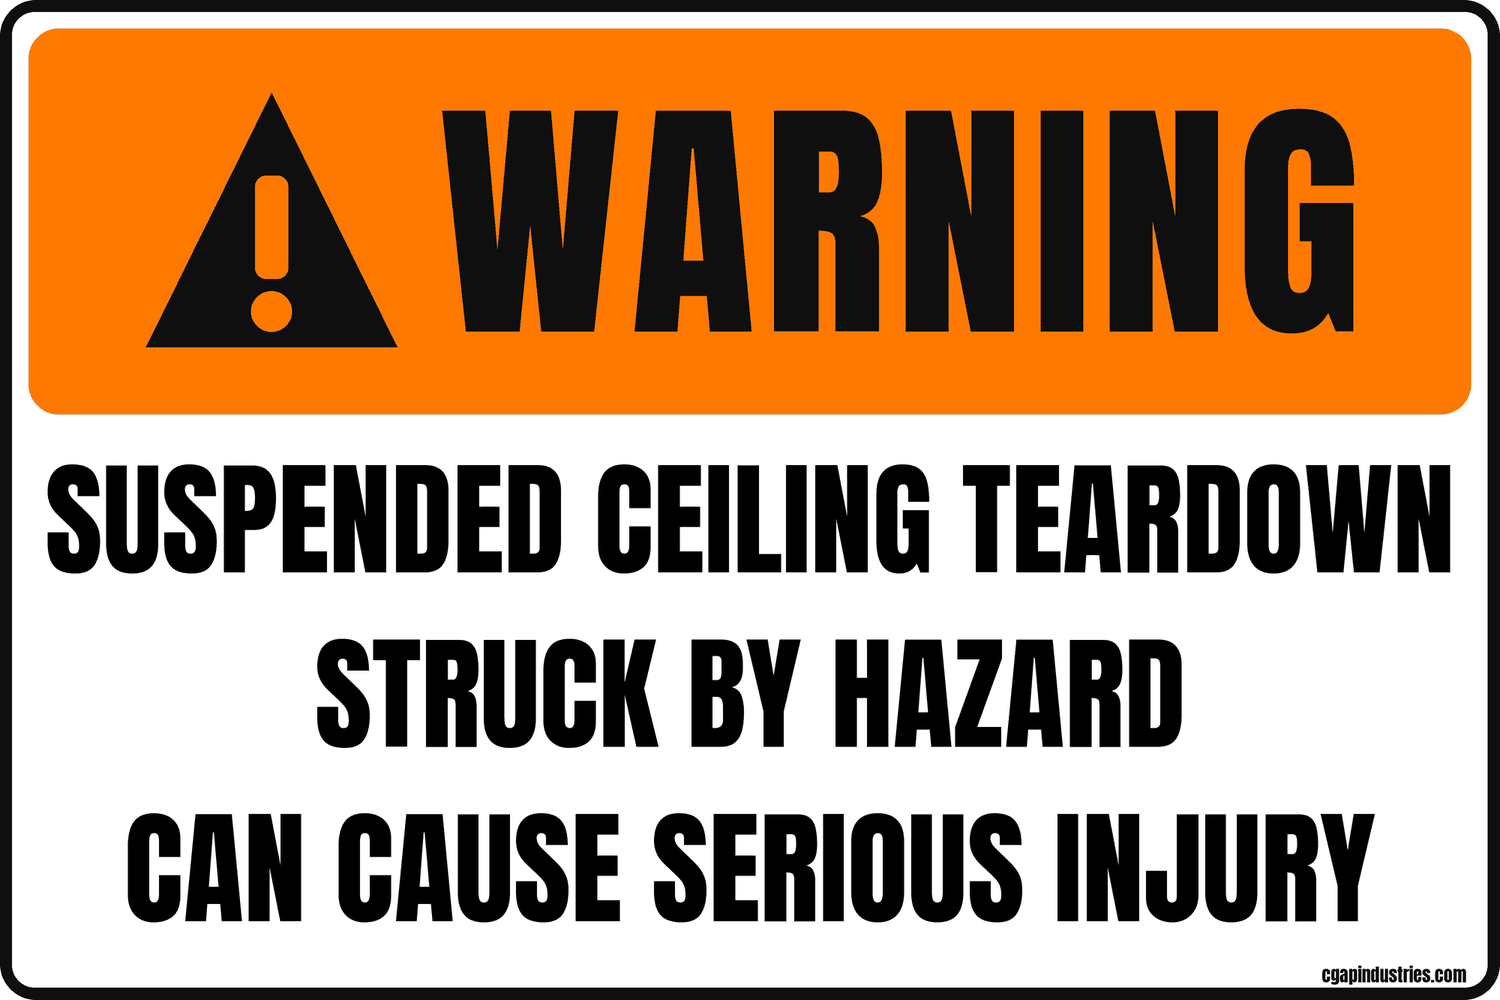 WARNING
SUSPENDED CEILING TEARDOWN
STRUCK BY HAZARD
CAN CAUSE SERIOUS INJURY
cgapindustries.com